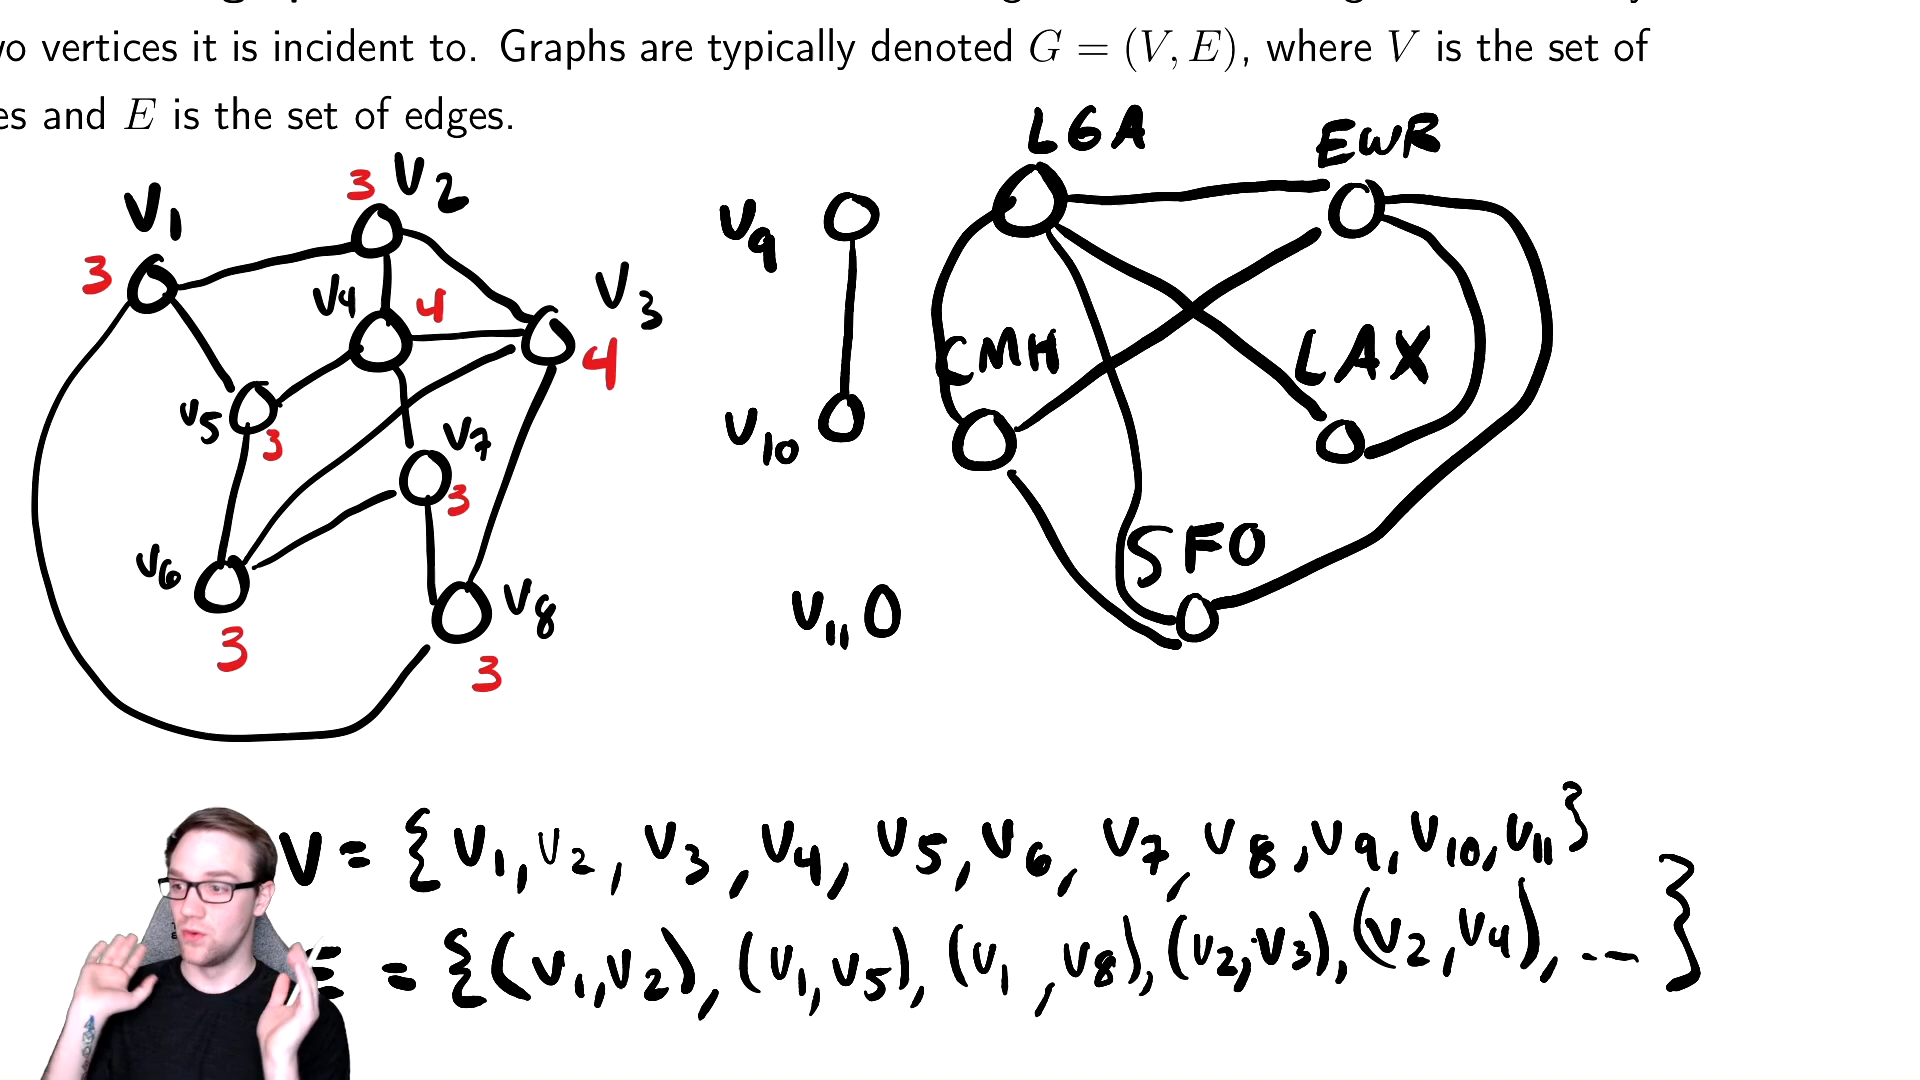 vertices it is incident to. Graphs are typically denoted G = (V, E), where V is the set of
and E is the set of edges.
V1
3
3
V2
V4
4
V3
4
V5
3
V7
3
V6
3
V8
3
V9
V10
V11
LGA
EWR
CMH
LAX
SFO
V = {V1, V2, V3, V4, V5, V6, V7, V8, V9, V10, V11}
E = {(V1, V2), (V1, V5), (V1, V8), (V2, V3), (V2, V4), ... }